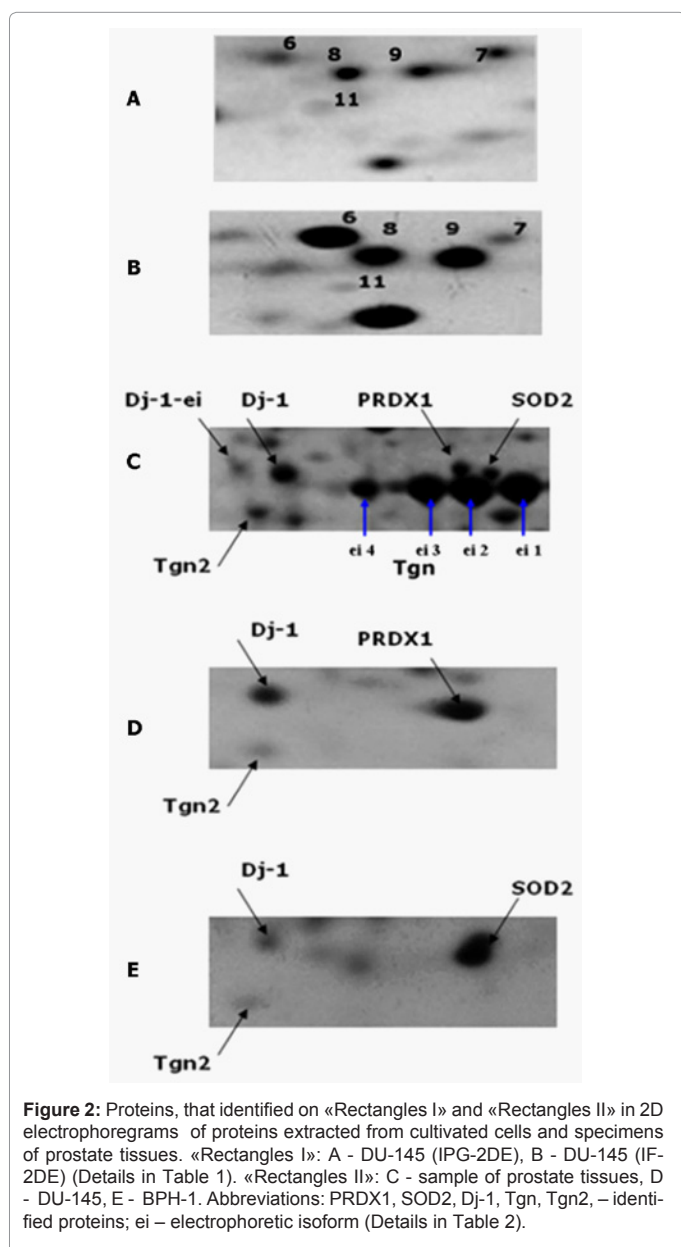 6 8 9 7
A
11
6 8 9 7
B
11
Dj-1-ei Dj-1 PRDX1 SOD2
C
ei 4 ei 3 ei 2 ei 1
Tgn2 Tgn
Dj-1 PRDX1
D
Tgn2
Dj-1 SOD2
E
Tgn2
Figure 2: Proteins, that identified on «Rectangles I» and «Rectangles II» in 2D
electrophoregrams of proteins extracted from cultivated cells and specimens
of prostate tissues. «Rectangles I»: A - DU-145 (IPG-2DE), B - DU-145 (IF-
2DE) (Details in Table 1). «Rectangles II»: C - sample of prostate tissues, D
- DU-145, E - BPH-1. Abbreviations: PRDX1, SOD2, Dj-1, Tgn, Tgn2, – identi-
fied proteins; ei – electrophoretic isoform (Details in Table 2).